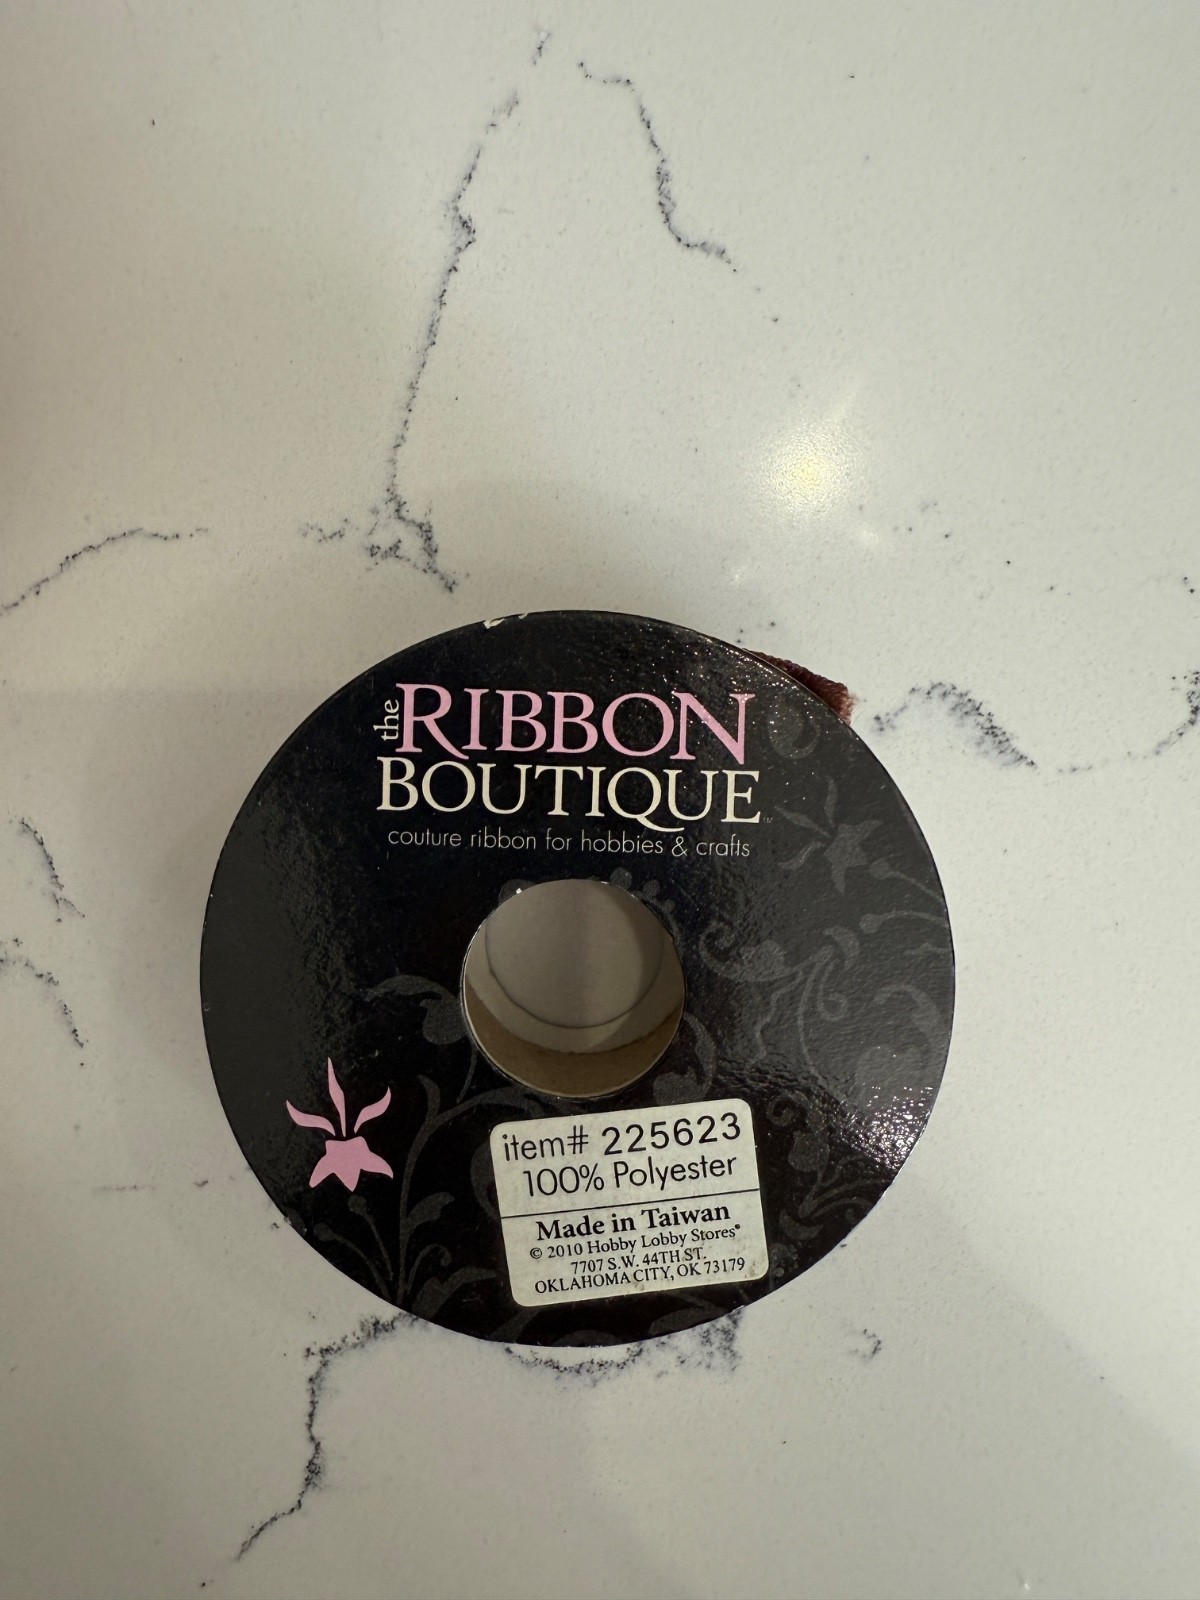 the RIBBON
BOUTIQUE™
couture ribbon for hobbies & crafts
item# 225623
100% Polyester
Made in Taiwan
© 2010 Hobby Lobby Stores®
7707 S.W. 44TH ST.
OKLAHOMA CITY, OK 73179